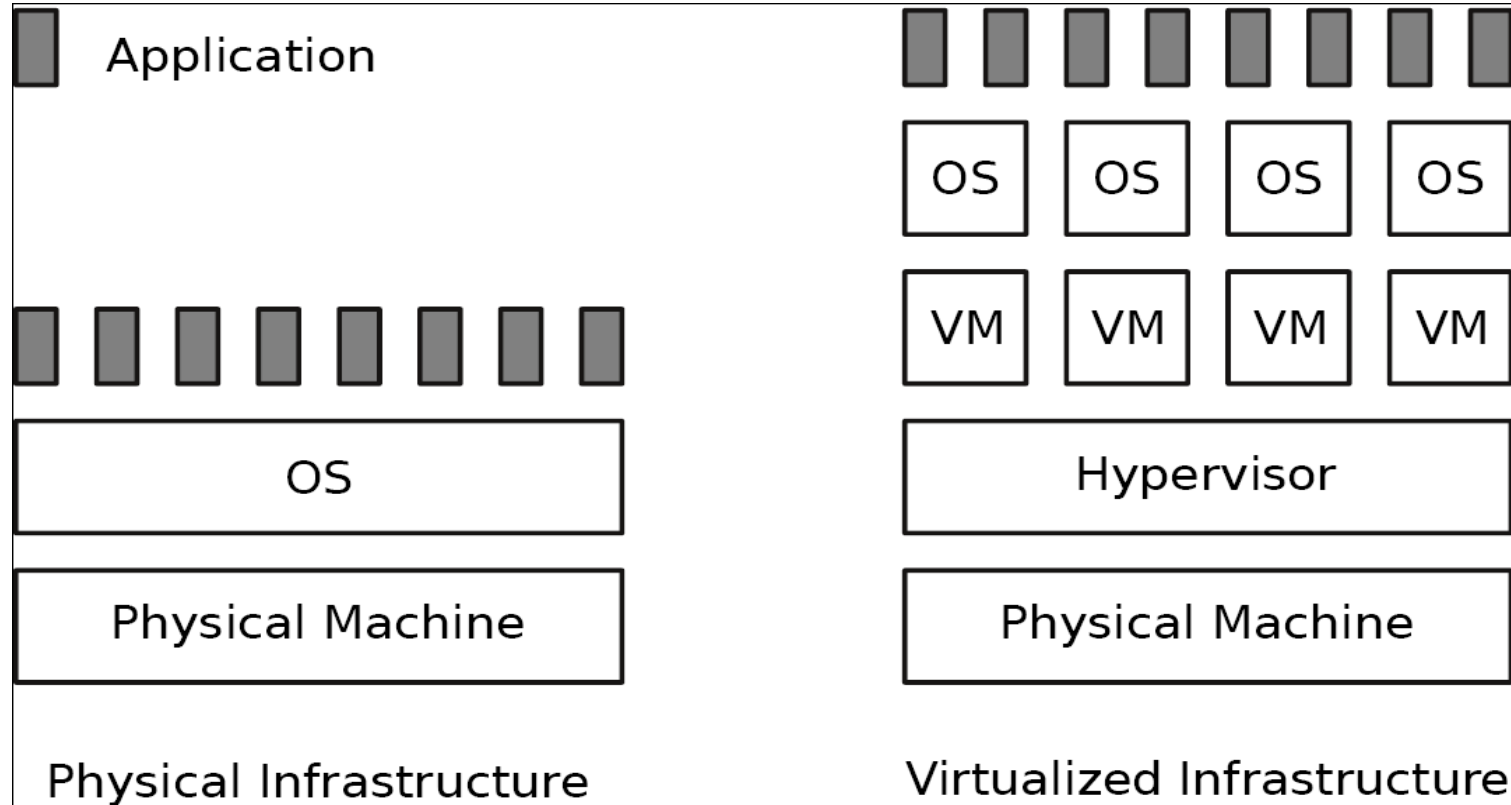 Application
OS OS OS OS
VM VM VM VM
OS
Hypervisor
Physical Machine
Physical Machine
Physical Infrastructure
Virtualized Infrastructure